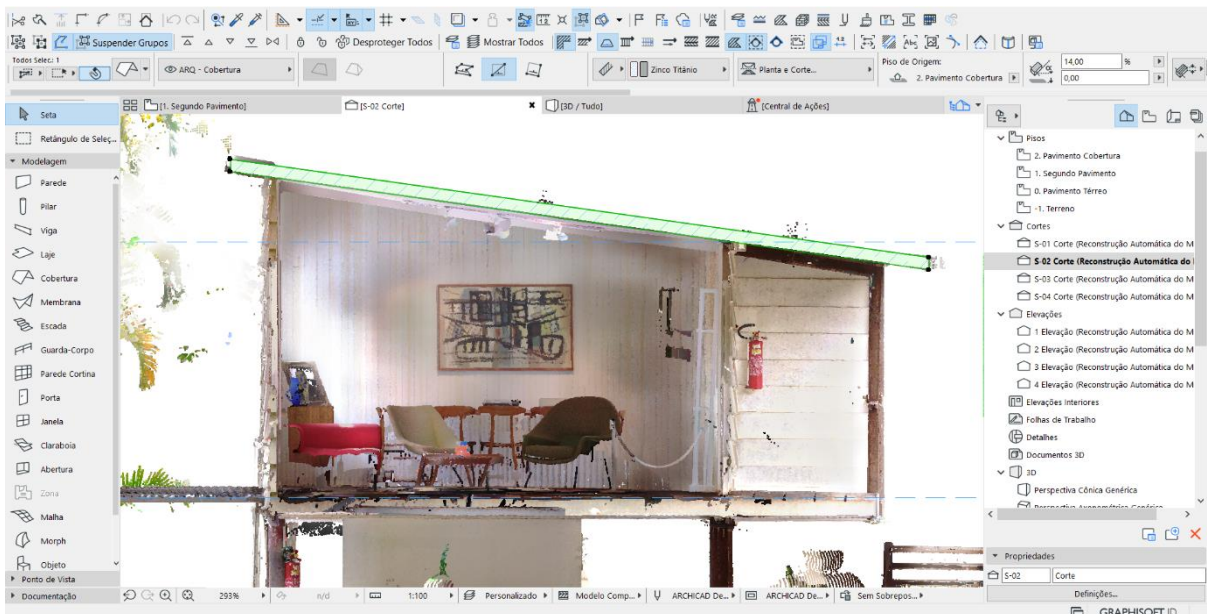 Suspender Grupos
Desproteger Todos
Mostrar Todos
Todos Selec.: 1
ARQ - Cobertura
Zinco Titânio
Planta e Corte...
Piso de Origem:
2. Pavimento Cobertura
14,00
%
0,00
[1. Segundo Pavimento]
[S-02 Corte]
[3D / Tudo]
[Central de Ações]
Seta
Retângulo de Seleç...
Modelagem
Parede
Pilar
Viga
Laje
Cobertura
Membrana
Escada
Guarda-Corpo
Parede Cortina
Porta
Janela
Claraboia
Abertura
Zona
Malha
Morph
Objeto
Ponto de Vista
Documentação
Pisos
2. Pavimento Cobertura
1. Segundo Pavimento
0. Pavimento Térreo
-1. Terreno
Cortes
S-01 Corte (Reconstrução Automática do M
S-02 Corte (Reconstrução Automática do
S-03 Corte (Reconstrução Automática do M
S-04 Corte (Reconstrução Automática do M
Elevações
1 Elevação (Reconstrução Automática do M
2 Elevação (Reconstrução Automática do M
3 Elevação (Reconstrução Automática do M
4 Elevação (Reconstrução Automática do M
Elevações Interiores
Folhas de Trabalho
Detalhes
Documentos 3D
3D
Perspectiva Cônica Genérica
Propriedades
S-02
Corte
Definições...
293%
n/d
1:100
Personalizado
Modelo Comp...
ARCHICAD De...
ARCHICAD De...
Sem Sobrepos...
GRAPHISOFT ID